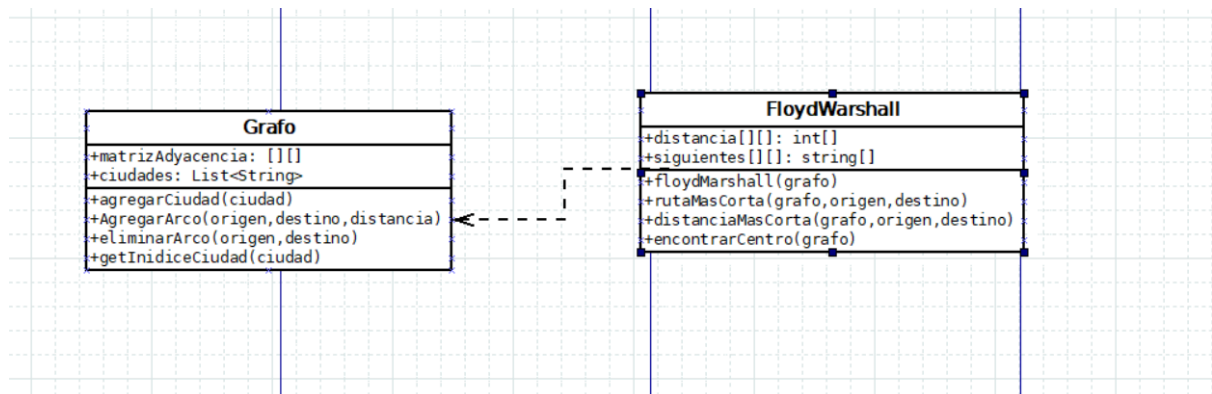 Grafo
+matrizAdyacencia: [][]
+ciudades: List<String>
+agregarCiudad(ciudad)
+AgregarArco(origen,destino,distancia)
+eliminarArco(origen,destino)
+getInidiceCiudad(ciudad)
FloydWarshall
+distancia[][]: int[]
+siguientes[][]: string[]
+floydMarshall(grafo)
+rutaMasCorta(grafo,origen,destino)
+distanciaMasCorta(grafo,origen,destino)
+encontrarCentro(grafo)